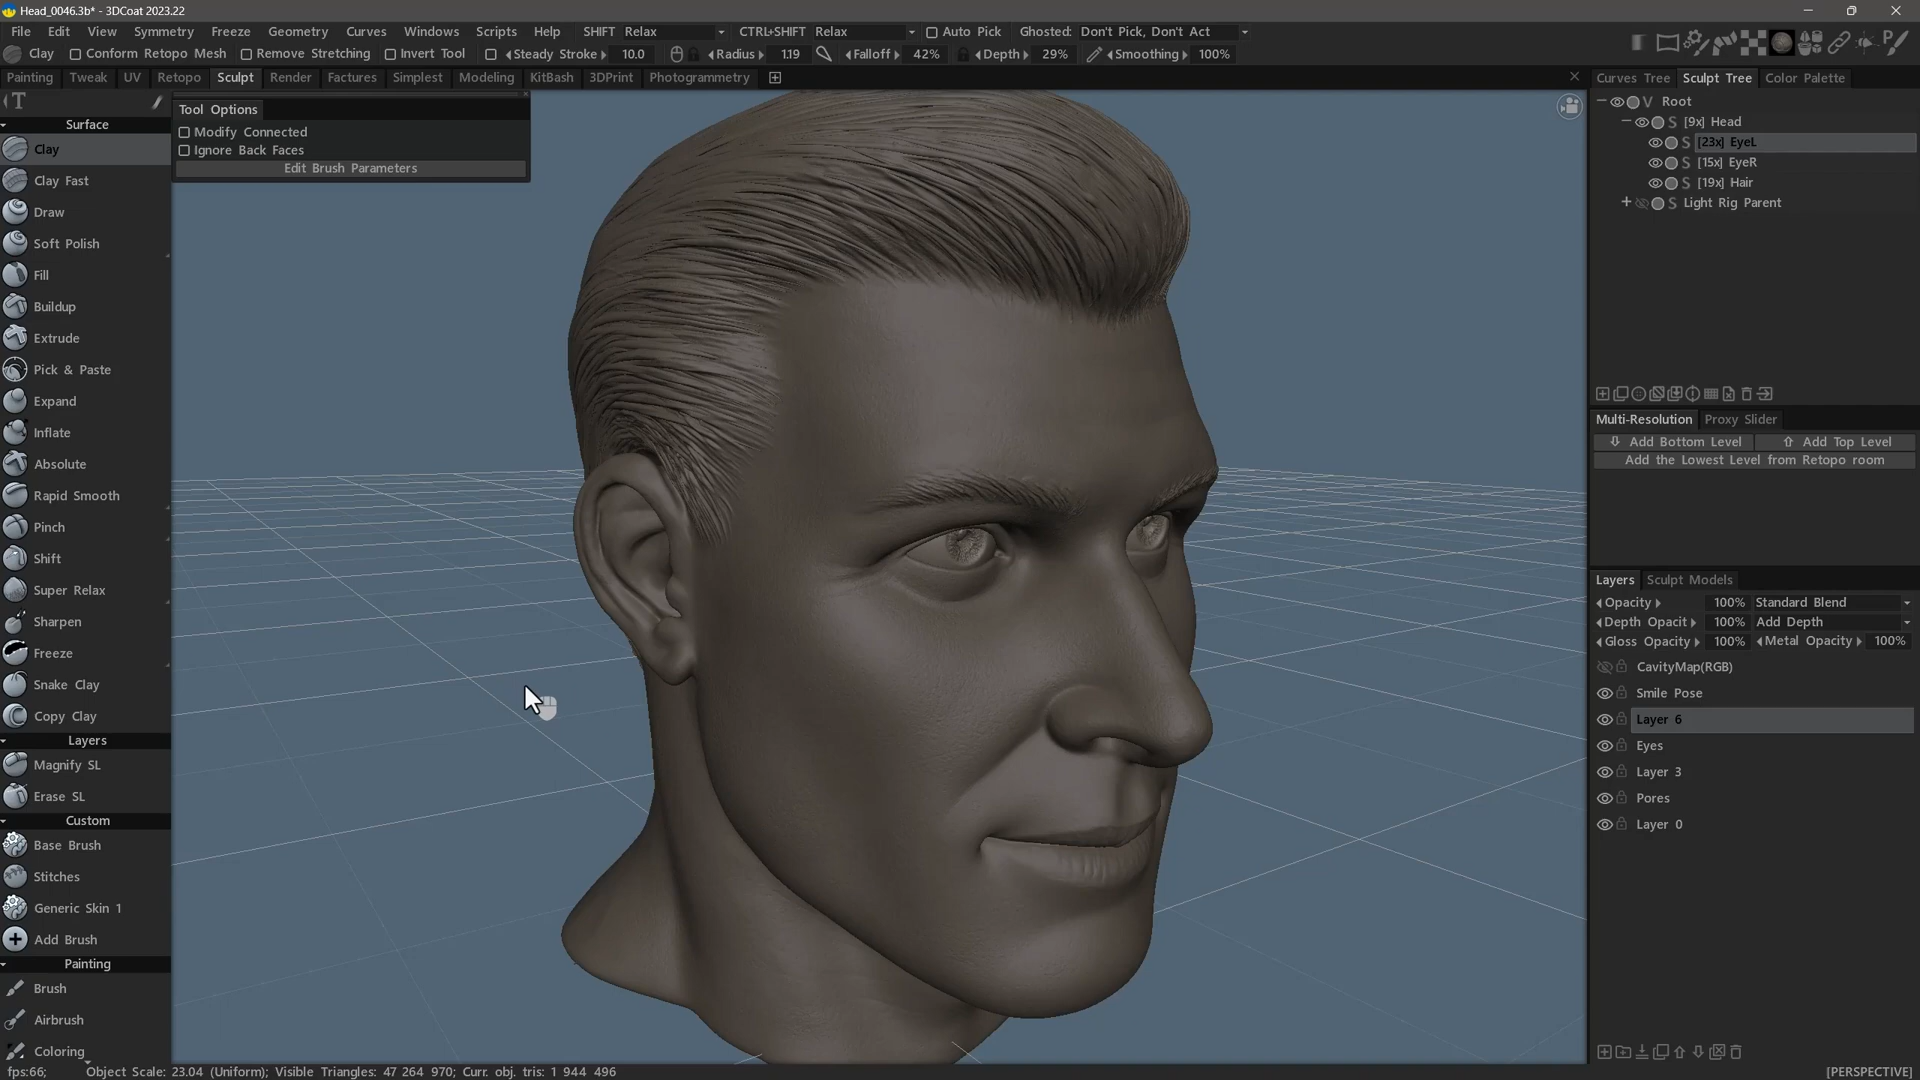 Head_0046.3b* - 3DCoat 2023.22
File Edit View Symmetry Freeze Geometry Curves Windows Scripts Help SHIFT Relax CTRL+SHIFT Relax Auto Pick Ghosted: Don't Pick, Don't Act
Clay Conform Retopo Mesh Remove Stretching Invert Tool Steady Stroke 10.0 Radius 1.19 Falloff 42% Depth 29% Smoothing 100%
Painting Tweak UV Retopo Sculpt Render Factures Simplest Modeling KitBash 3DPrint Photogrammetry
T
Surface
Clay
Clay Fast
Draw
Soft Polish
Fill
Buildup
Extrude
Pick & Paste
Expand
Inflate
Absolute
Rapid Smooth
Pinch
Shift
Super Relax
Sharpen
Freeze
Snake Clay
Copy Clay
Layers
Magnify SL
Erase SL
Custom
Base Brush
Stitches
Generic Skin 1
Add Brush
Painting
Brush
Airbrush
Coloring
Tool Options
Modify Connected
Ignore Back Faces
Edit Brush Parameters
Curves Tree Sculpt Tree Color Palette
V Root
S [9x] Head
S [23x] EyeL
S [15x] EyeR
S [19x] Hair
S Light Rig Parent
Multi-Resolution Proxy Slider
Add Bottom Level Add Top Level
Add the Lowest Level from Retopo room
Layers Sculpt Models
Opacity 100% Standard Blend
Depth Opacit 100% Add Depth
Gloss Opacity 100% Metal Opacity 100%
CavityMap(RGB)
Smile Pose
Layer 6
Eyes
Layer 3
Pores
Layer 0
fps:66; Object Scale: 23.04 (Uniform); Visible Triangles: 47 264 970; Curr. obj. tris: 1 944 496 [PERSPECTIVE]